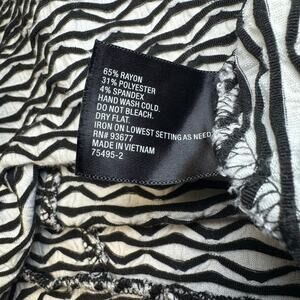 65% RAYON
31% POLYESTER
4% SPANDEX
HAND WASH COLD.
DO NOT BLEACH.
DRY FLAT.
IRON ON LOWEST SETTING AS NEED
RN# 93677
MADE IN VIETNAM
75495-2